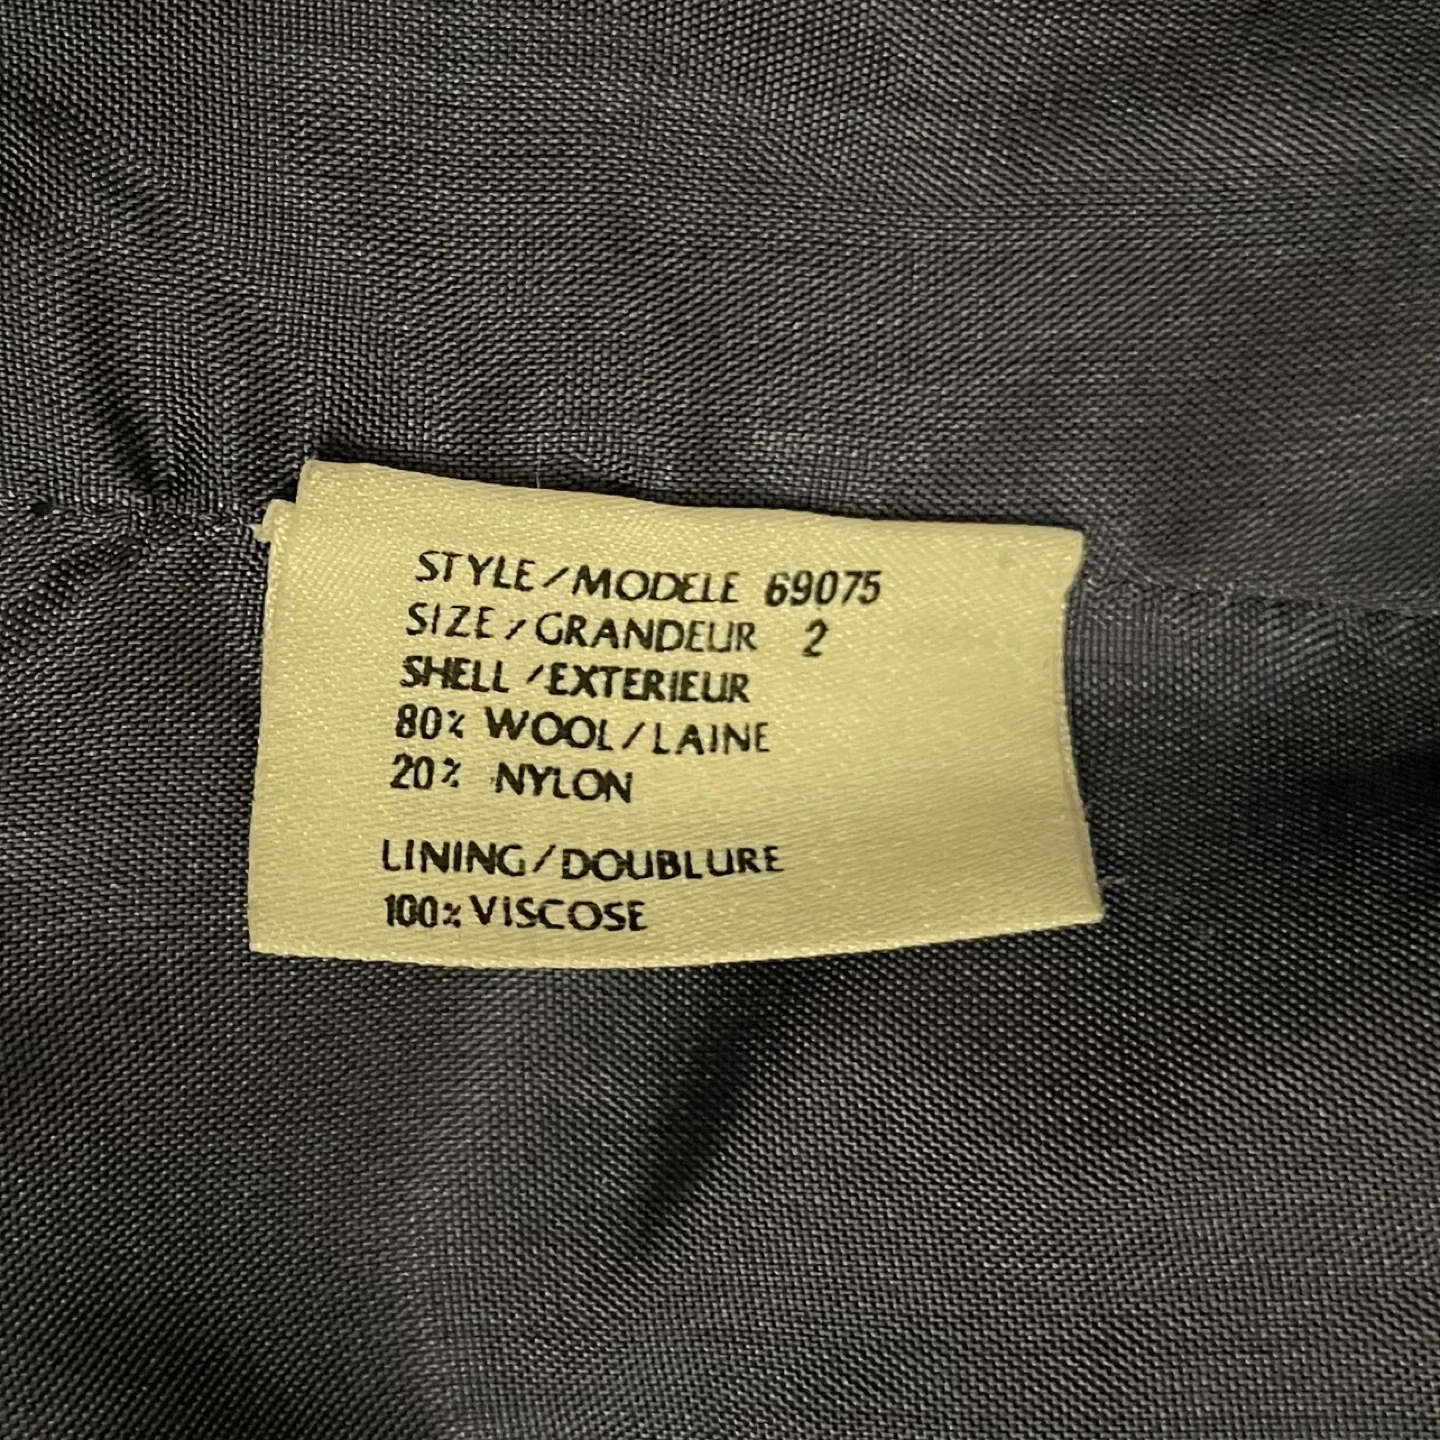 STYLE/MODELE 69075
SIZE/GRANDEUR 2
SHELL/EXTERIEUR
80% WOOL/LAINE
20% NYLON
LINING/DOUBLURE
100% VISCOSE